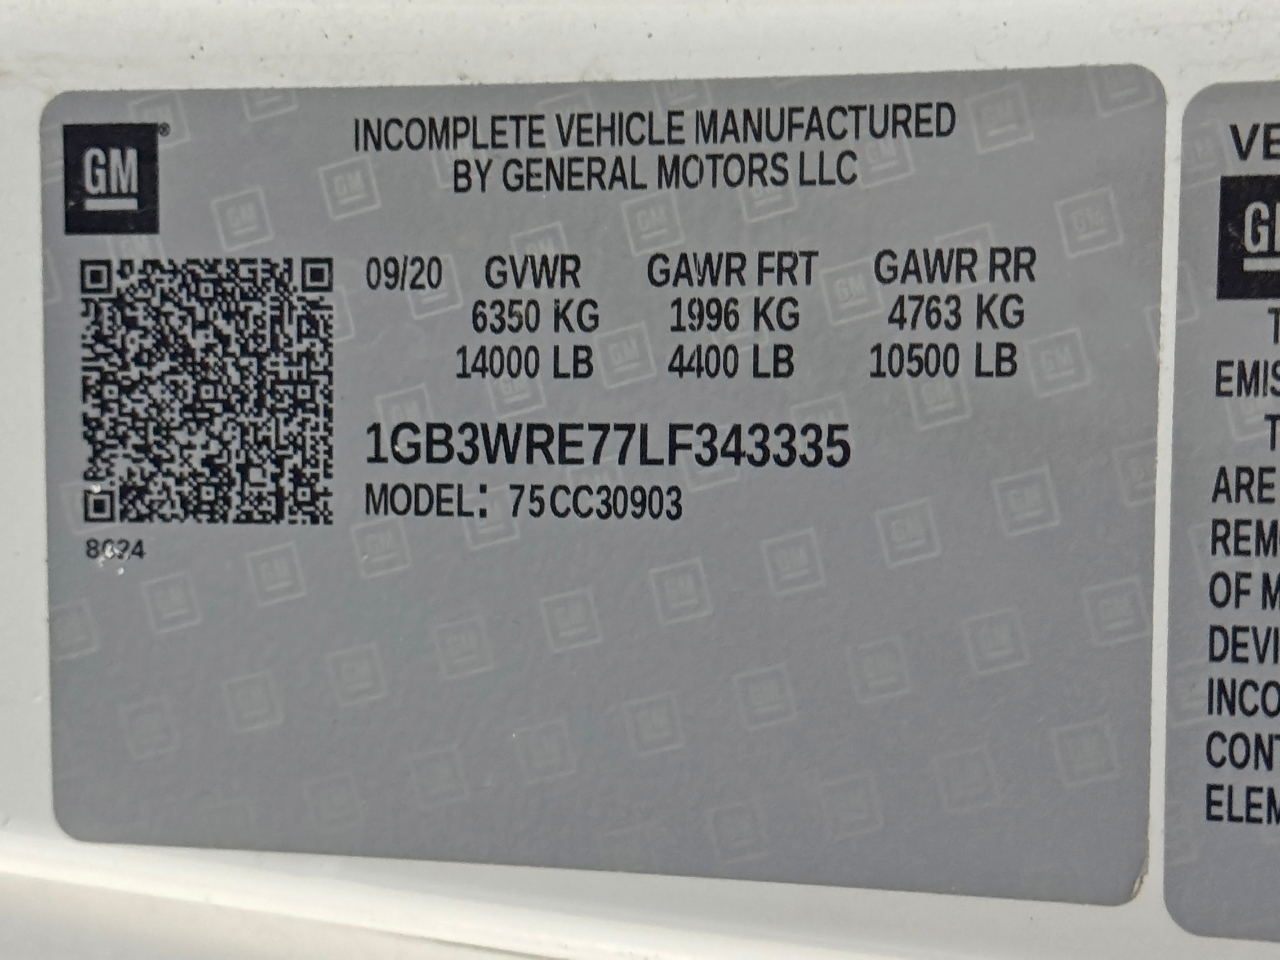 GM®
INCOMPLETE VEHICLE MANUFACTURED
BY GENERAL MOTORS LLC
09/20 GVWR GAWR FRT GAWR RR
6350 KG 1996 KG 4763 KG
14000 LB 4400 LB 10500 LB
1GB3WRE77LF343335
MODEL: 75CC30903
VE
T
EMIS
T
ARE
REM
OF M
DEVI
INCO
CONT
ELEM